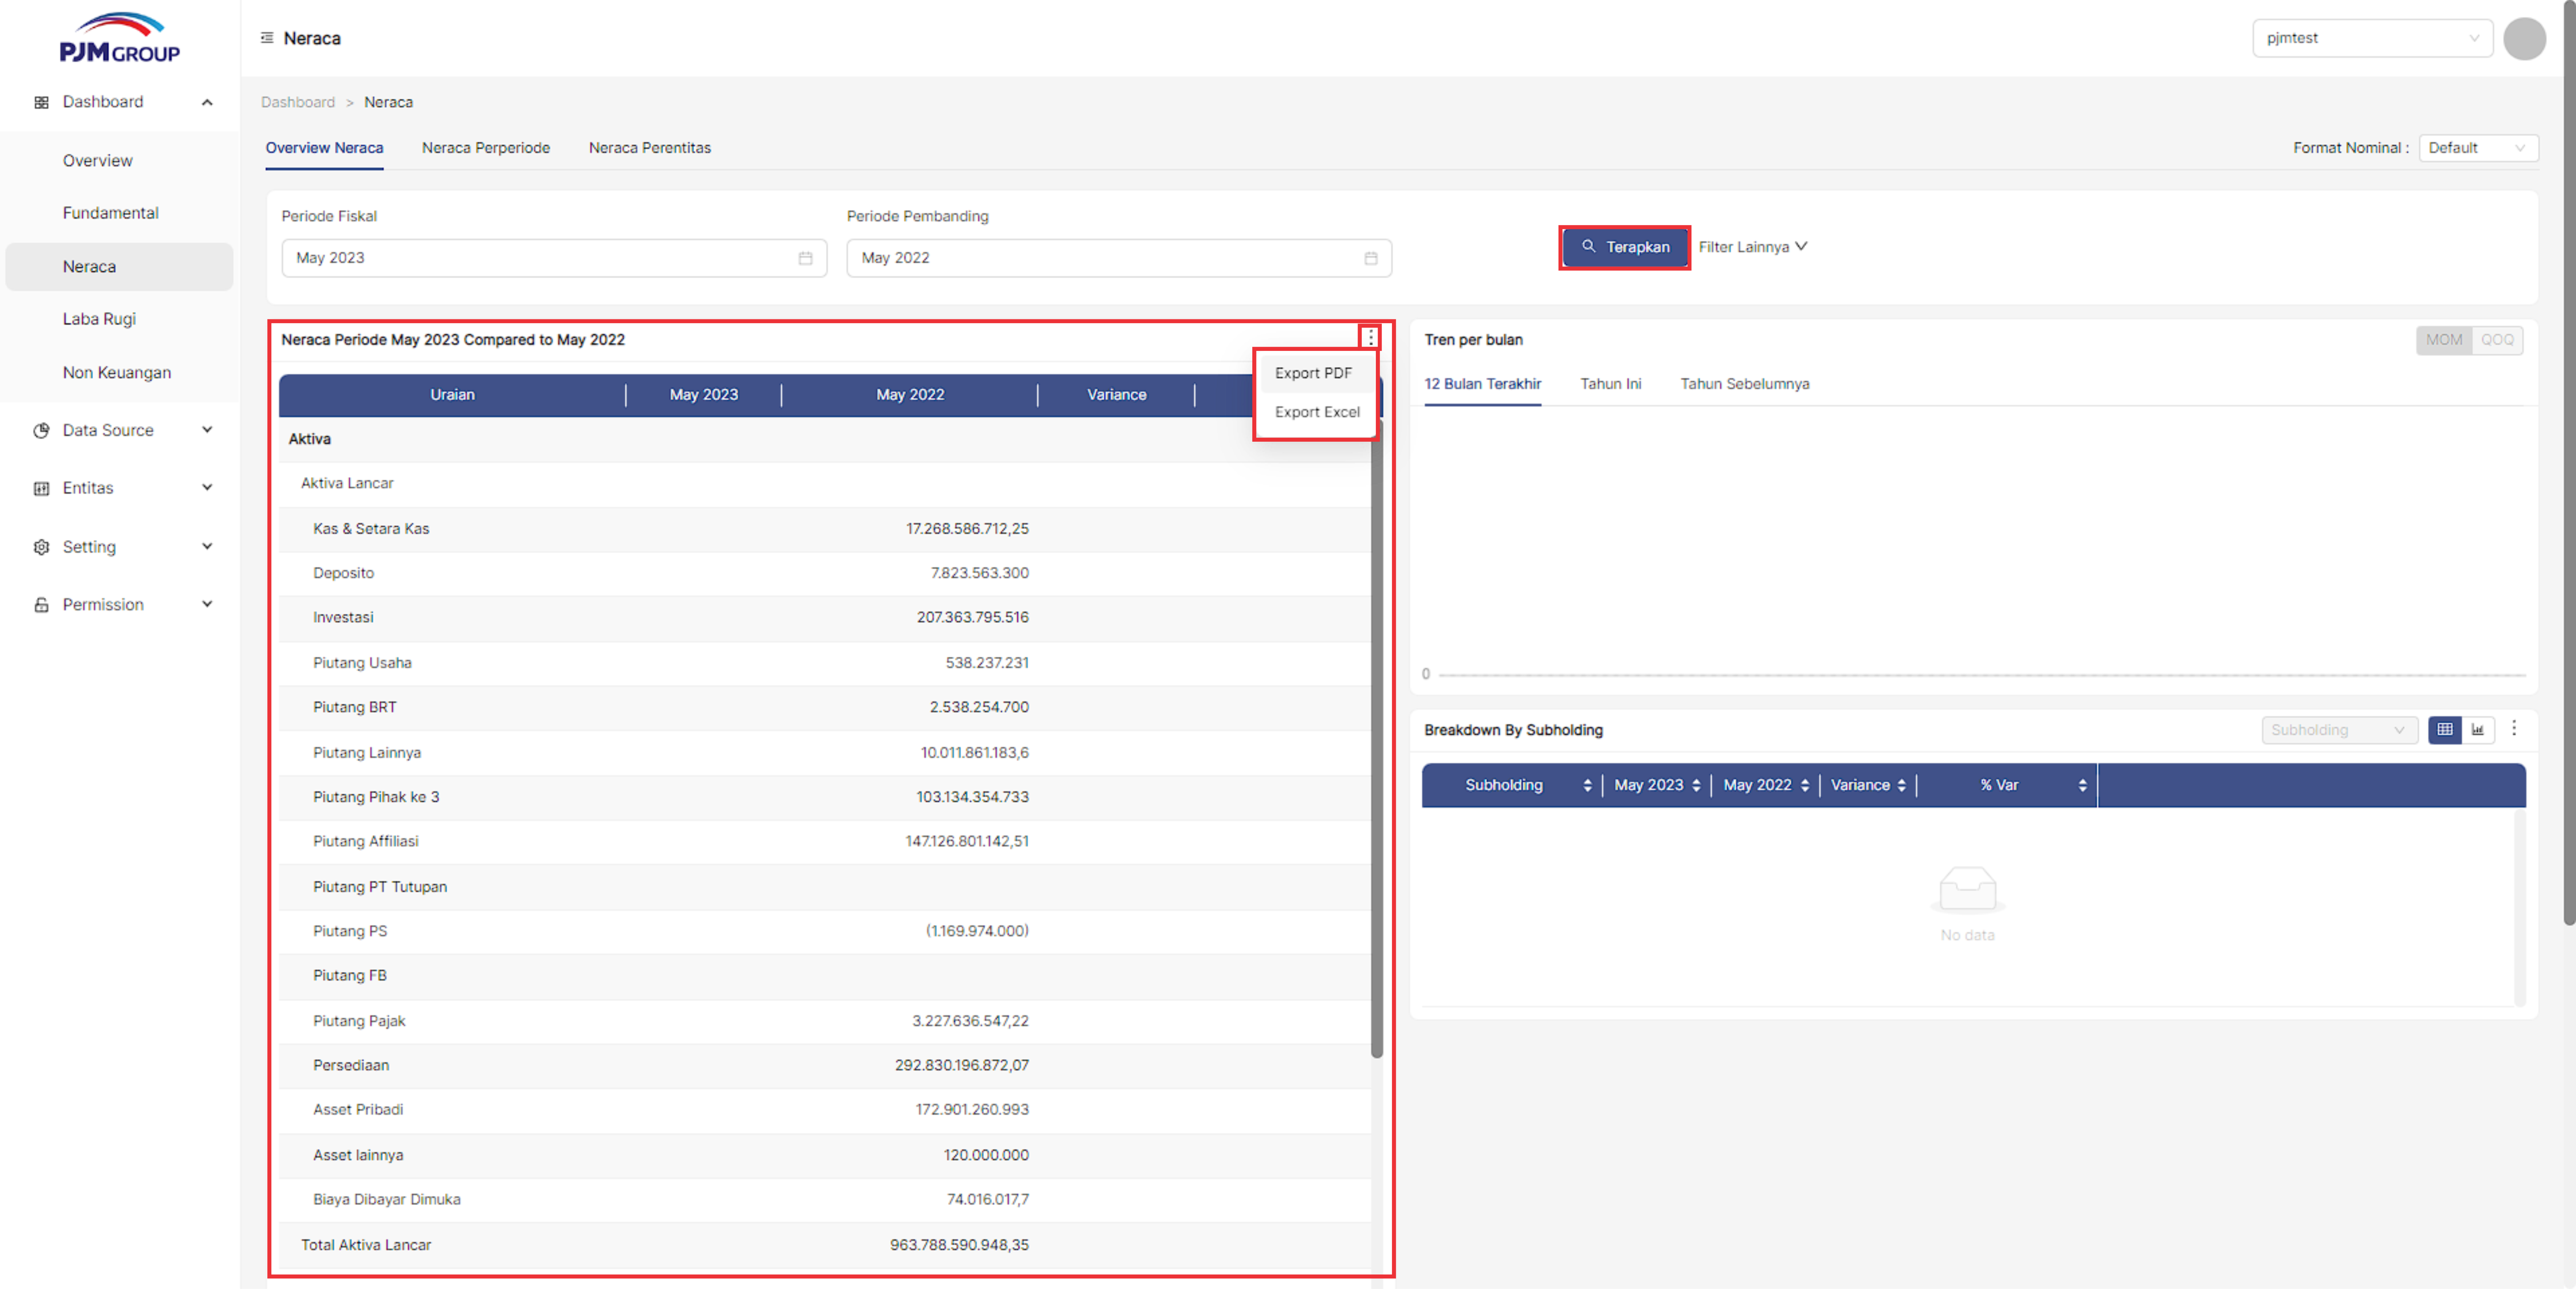 PJM GROUP
Neraca
pjmtest
Dashboard
Overview
Fundamental
Neraca
Laba Rugi
Non Keuangan
Data Source
Entitas
Setting
Permission
Dashboard > Neraca
Overview Neraca Neraca Perperiode Neraca Perentitas
Format Nominal : Default
Periode Fiskal Periode Pembanding
May 2023 May 2022
Terapkan Filter Lainnya
Neraca Periode May 2023 Compared to May 2022
Export PDF
Export Excel
Uraian May 2023 May 2022 Variance
Aktiva
Aktiva Lancar
Kas & Setara Kas 17.268.586.712,25
Deposito 7.823.563.300
Investasi 207.363.795.516
Piutang Usaha 538.237.231
Piutang BRT 2.538.254.700
Piutang Lainnya 10.011.861.183,6
Piutang Pihak ke 3 103.134.354.733
Piutang Affiliasi 147.126.801.142,51
Piutang PT Tutupan
Piutang PS (1.169.974.000)
Piutang FB
Piutang Pajak 3.227.636.547,22
Persediaan 292.830.196.872,07
Asset Pribadi 172.901.260.993
Asset lainnya 120.000.000
Biaya Dibayar Dimuka 74.016.017,7
Total Aktiva Lancar 963.788.590.948,35
Tren per bulan
MOM QOQ
12 Bulan Terakhir Tahun Ini Tahun Sebelumnya
0
Breakdown By Subholding
Subholding
Subholding May 2023 May 2022 Variance % Var
No data